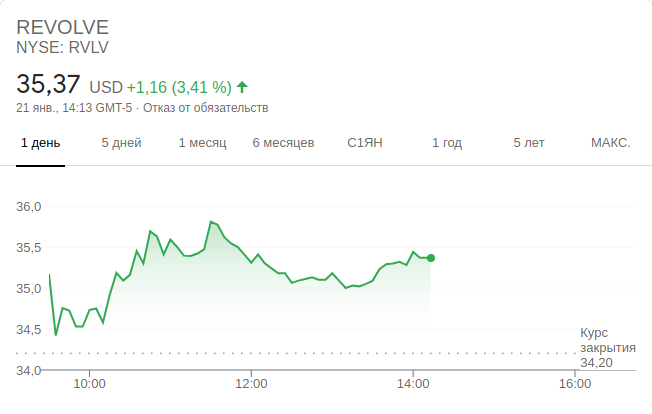 REVOLVE
NYSE: RVLV
35,37 USD +1,16 (3,41 %)
21 янв., 14:13 GMT-5 · Отказ от обязательств
1 день 5 дней 1 месяц 6 месяцев С1ЯН 1 год 5 лет МАКС.
36,0
35,5
35,0
34,5
Курс
закрытия
34,20
34,0
10:00 12:00 14:00 16:00